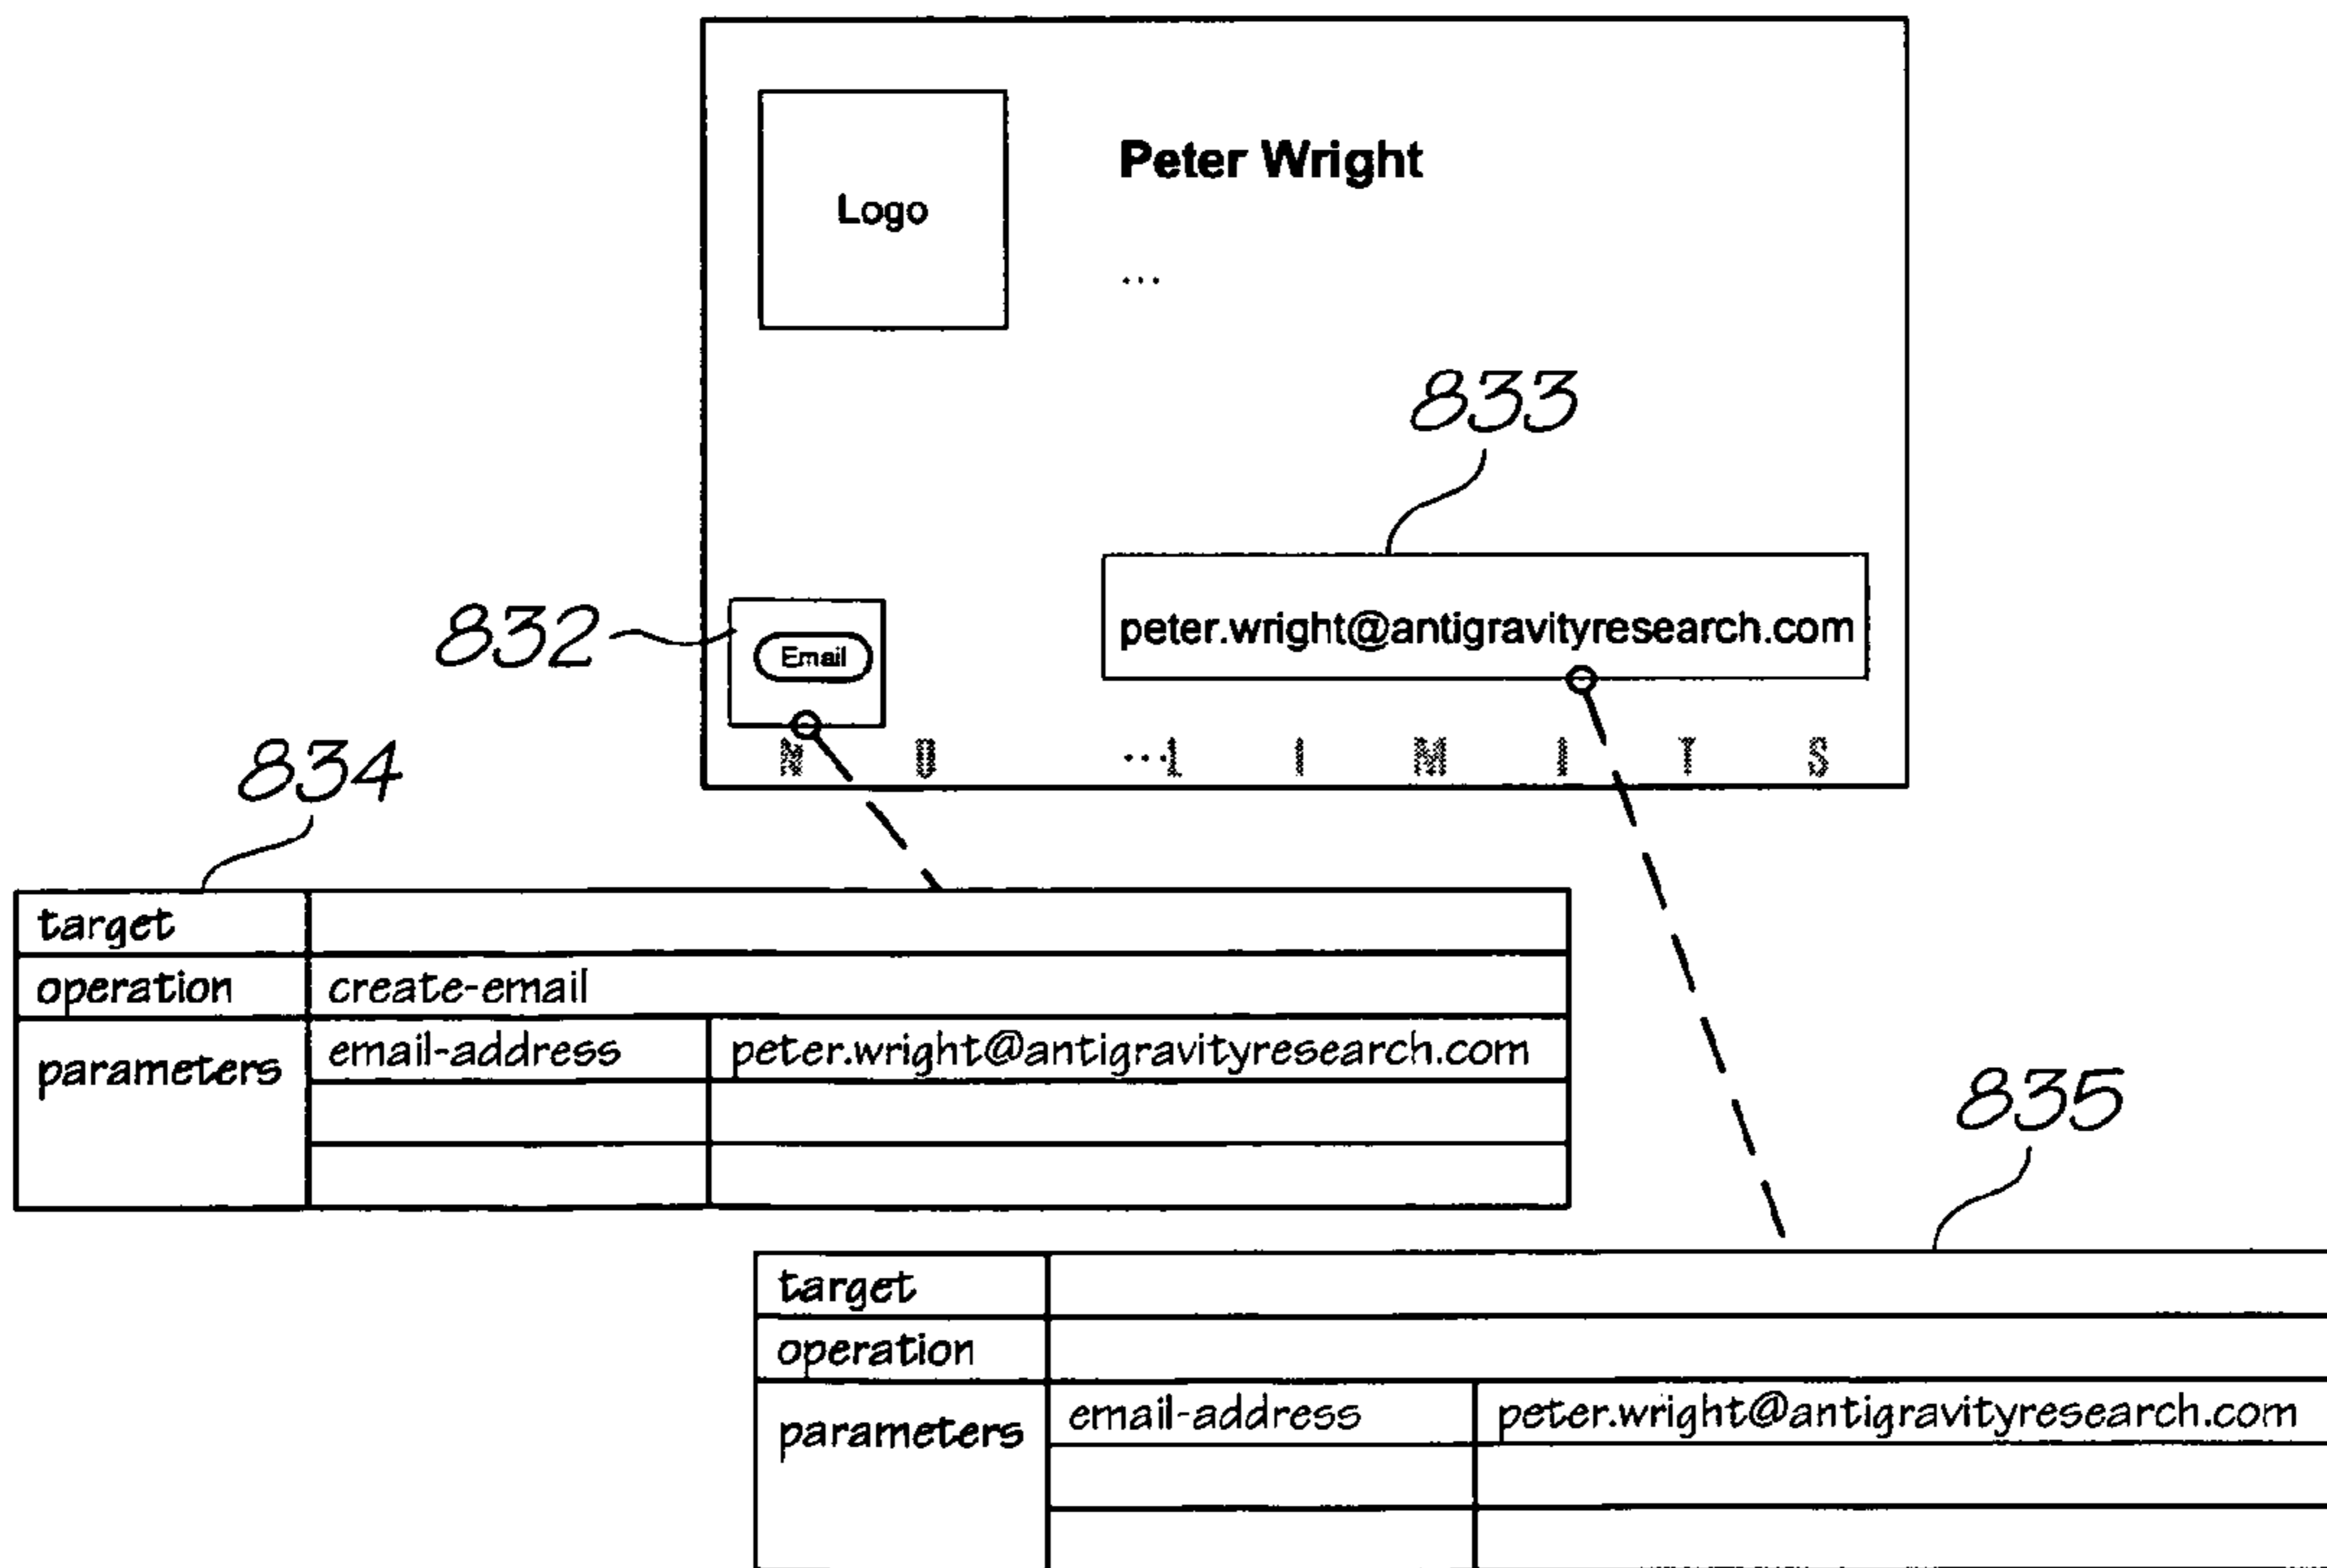 Peter Wright
Logo
...
833
832
peter.wright@antigravityresearch.com
Email
834
target
operation create-email
parameters email-address peter.wright@antigravityresearch.com
835
target
operation
parameters email-address peter.wright@antigravityresearch.com